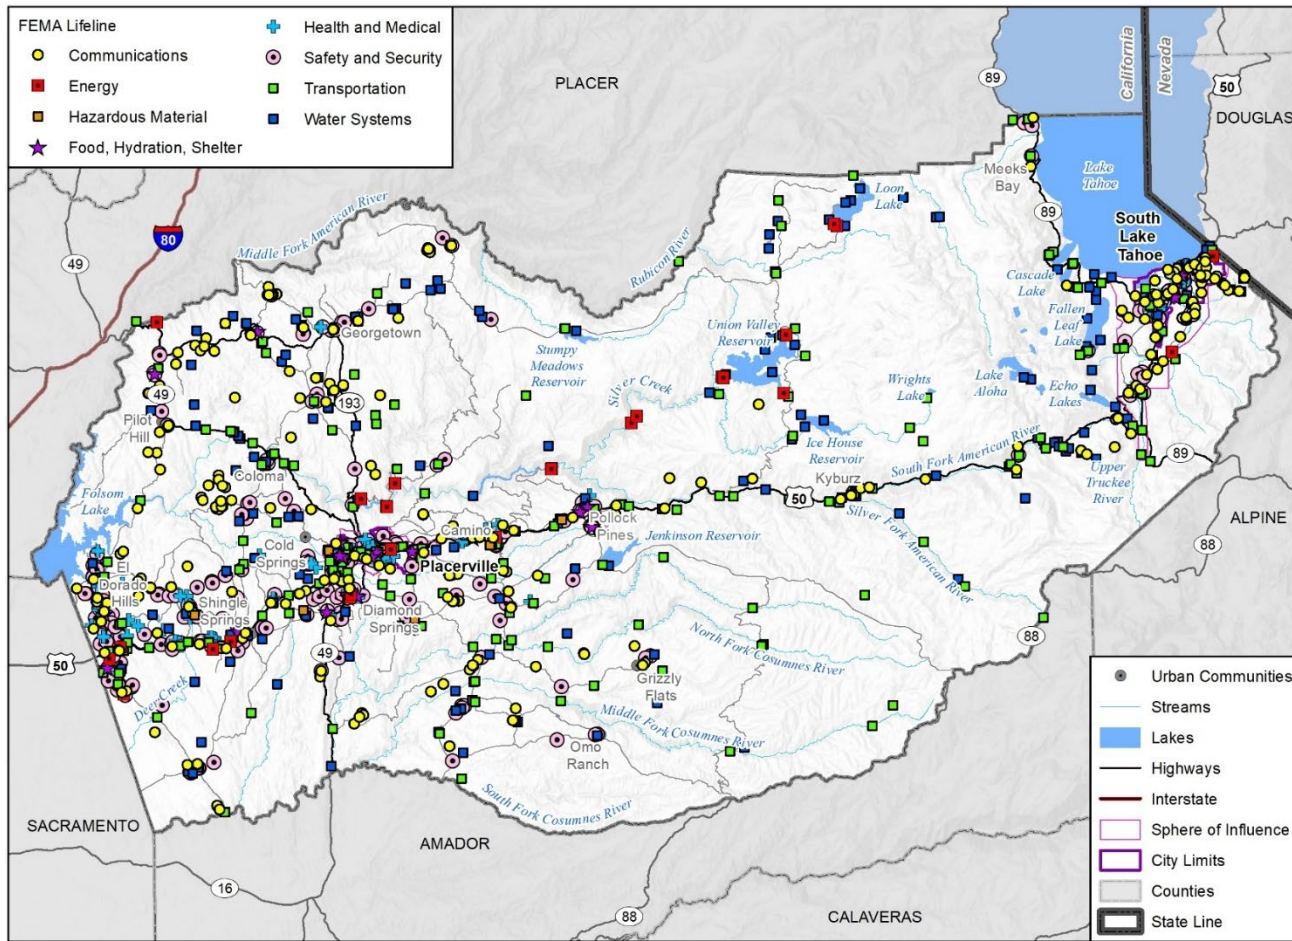 FEMA Lifeline
Communications
Energy
Hazardous Material
Food, Hydration, Shelter
Health and Medical
Safety and Security
Transportation
Water Systems
PLACER
89
California
Nevada
50
DOUGLAS
Meeks
Bay
Lake
Tahoe
89
South
Lake
Tahoe
Loon
Lake
Rubicon River
Middle Fork American River
80
49
Cascade
Lake
Fallen
Leaf
Lake
Georgetown
Union Valley
Reservoir
Stumpy
Meadows
Reservoir
Silver Creek
Wrights
Lake
Lake
Aloha
Echo
Lakes
49
193
Pilot
Hill
Ice House
Reservoir
South Fork American River
Kyburz
50
89
Upper
Truckee
River
Coloma
Folsom
Lake
Silver Fork American River
ALPINE
88
Camino
Pollock
Pines
Jenkinson Reservoir
Cold
Springs
Placerville
El
Dorado
Hills
Shingle
Springs
Diamond
Springs
North Fork Cosumnes River
88
50
49
Grizzly
Flats
Deer Creek
Middle Fork Cosumnes River
Omo
Ranch
South Fork Cosumnes River
SACRAMENTO
AMADOR
16
88
CALAVERAS
Urban Communities
Streams
Lakes
Highways
Interstate
Sphere of Influence
City Limits
Counties
State Line